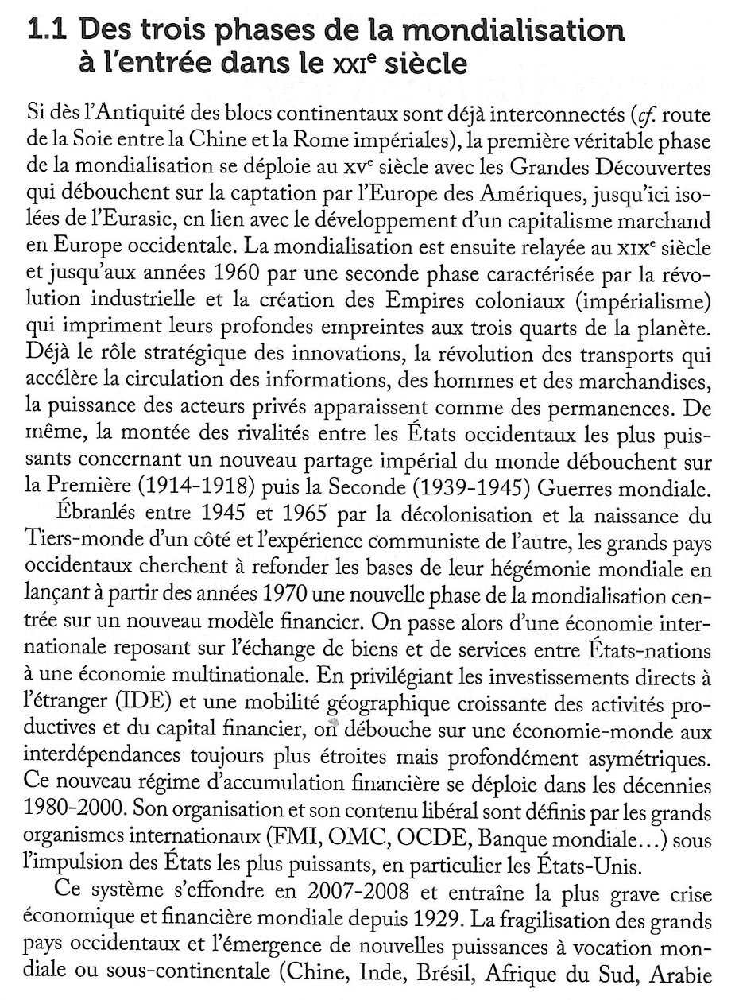 1.1 Des trois phases de la mondialisation
à l'entrée dans le XXIe siècle
Si dès l'Antiquité des blocs continentaux sont déjà interconnectés (cf. route
de la Soie entre la Chine et la Rome impériales), la première véritable phase
de la mondialisation se déploie au XVe siècle avec les Grandes Découvertes
qui débouchent sur la captation par l'Europe des Amériques, jusqu'ici iso-
lées de l'Eurasie, en lien avec le développement d'un capitalisme marchand
en Europe occidentale. La mondialisation est ensuite relayée au XIXe siècle
et jusqu'aux années 1960 par une seconde phase caractérisée par la révo-
lution industrielle et la création des Empires coloniaux (impérialisme)
qui impriment leurs profondes empreintes aux trois quarts de la planète.
Déjà le rôle stratégique des innovations, la révolution des transports qui
accélère la circulation des informations, des hommes et des marchandises,
la puissance des acteurs privés apparaissent comme des permanences. De
même, la montée des rivalités entre les États occidentaux les plus puis-
sants concernant un nouveau partage impérial du monde débouchent sur
la Première (1914-1918) puis la Seconde (1939-1945) Guerres mondiale.
Ébranlés entre 1945 et 1965 par la décolonisation et la naissance du
Tiers-monde d'un côté et l'expérience communiste de l'autre, les grands pays
occidentaux cherchent à refonder les bases de leur hégémonie mondiale en
lançant à partir des années 1970 une nouvelle phase de la mondialisation cen-
trée sur un nouveau modèle financier. On passe alors d'une économie inter-
nationale reposant sur l'échange de biens et de services entre États-nations
à une économie multinationale. En privilégiant les investissements directs à
l'étranger (IDE) et une mobilité géographique croissante des activités pro-
ductives et du capital financier, on débouche sur une économie-monde aux
interdépendances toujours plus étroites mais profondément asymétriques.
Ce nouveau régime d'accumulation financière se déploie dans les décennies
1980-2000. Son organisation et son contenu libéral sont définis par les grands
organismes internationaux (FMI, OMC, OCDE, Banque mondiale…) sous
l'impulsion des États les plus puissants, en particulier les États-Unis.
Ce système s'effondre en 2007-2008 et entraîne la plus grave crise
économique et financière mondiale depuis 1929. La fragilisation des grands
pays occidentaux et l'émergence de nouvelles puissances à vocation mon-
diale ou sous-continentale (Chine, Inde, Brésil, Afrique du Sud, Arabie